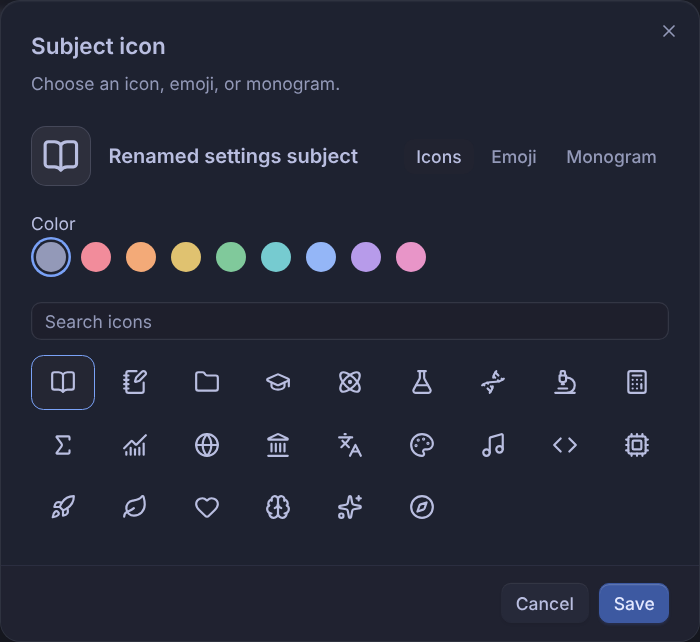 Subject icon
Choose an icon, emoji, or monogram.
Renamed settings subject
Icons Emoji Monogram
Color
Search icons
Cancel Save